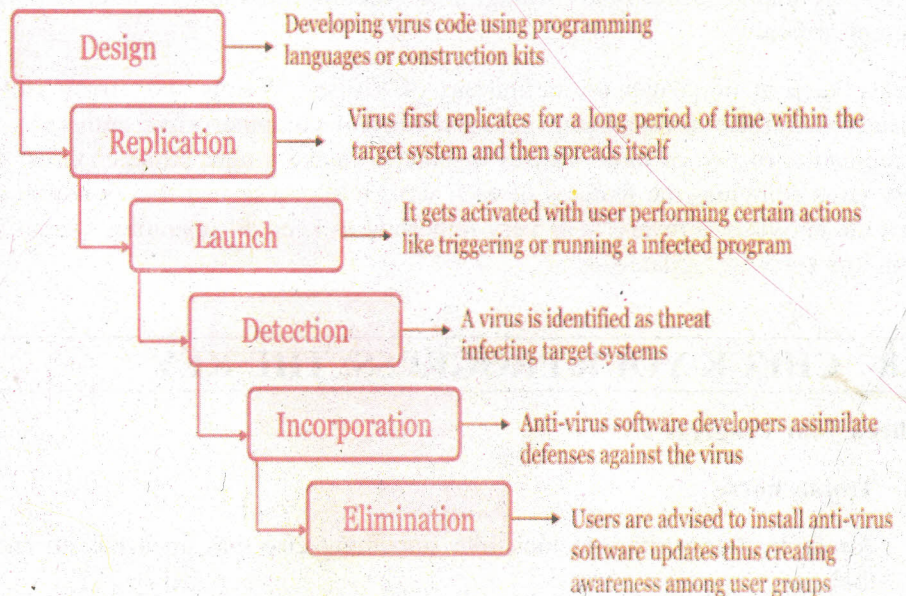 Design
Developing virus code using programming
languages or construction kits
Replication
Virus first replicates for a long period of time within the
target system and then spreads itself
Launch
It gets activated with user performing certain actions
like triggering or running a infected program
Detection
A virus is identified as threat
infecting target systems
Incorporation
Anti-virus software developers assimilate
defenses against the virus
Elimination
Users are advised to install anti-virus
software updates thus creating
awareness among user groups